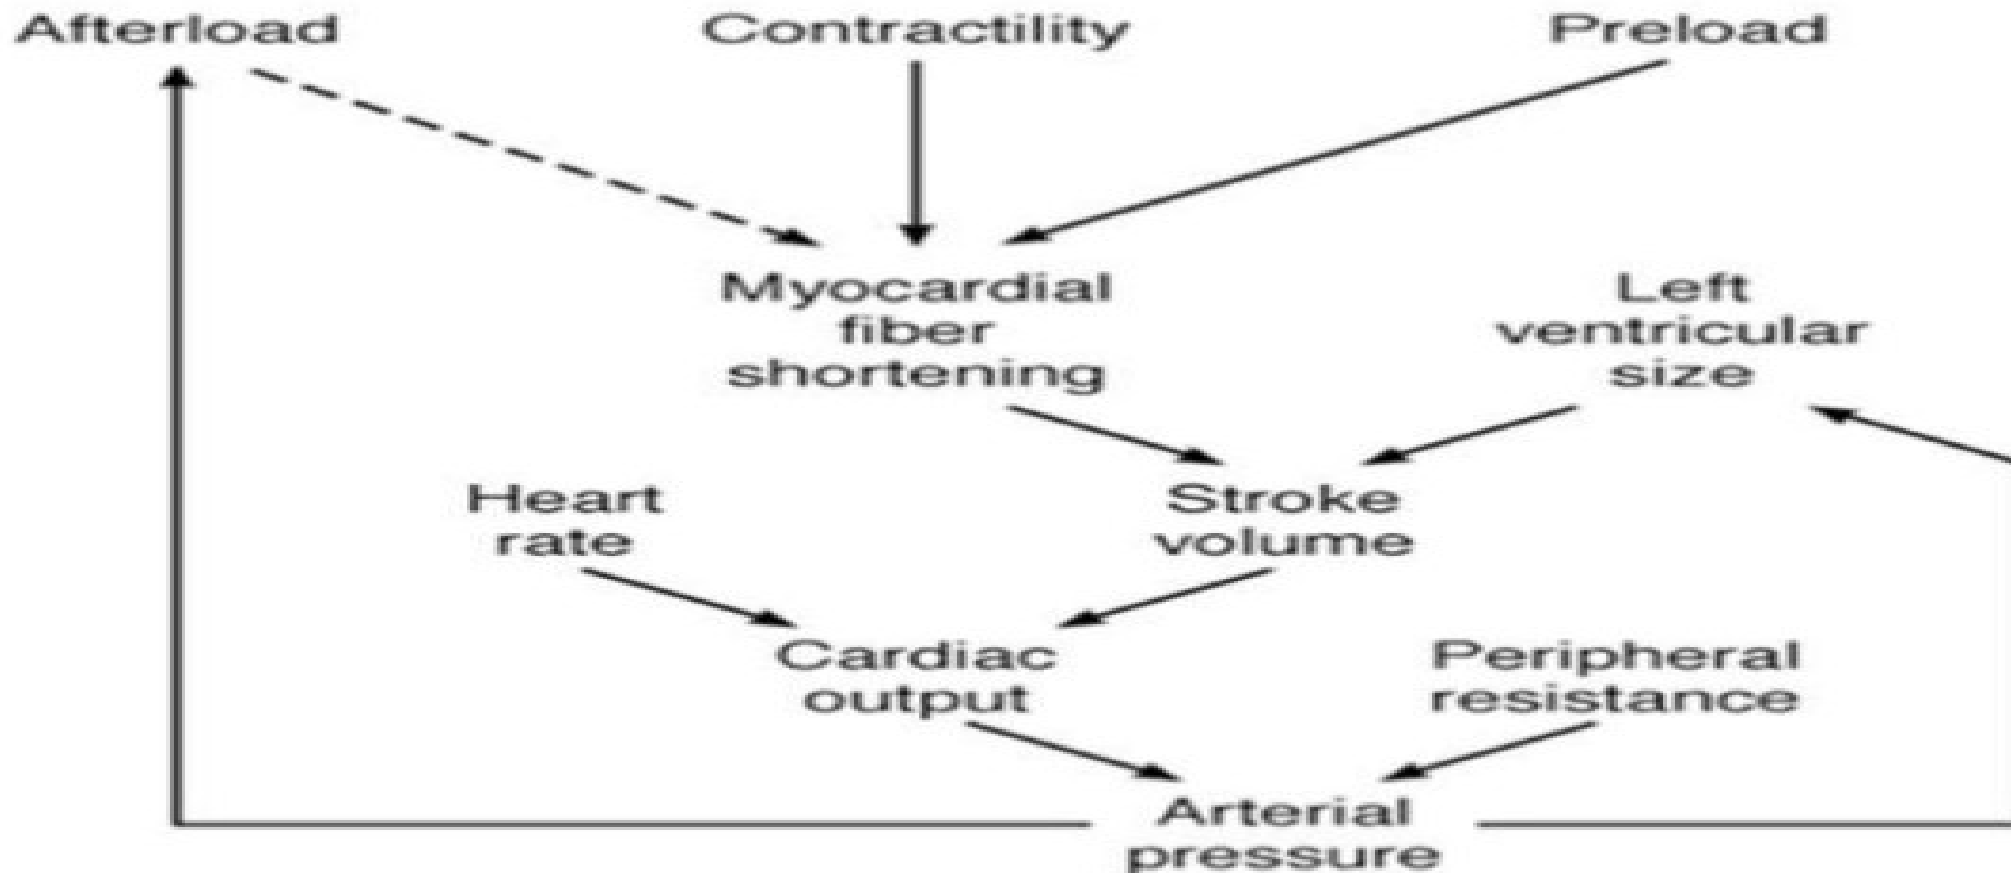 Afterload
Contractility
Preload
Myocardial
fiber
shortening
Left
ventricular
size
Heart
rate
Stroke
volume
Cardiac
output
Peripheral
resistance
Arterial
pressure